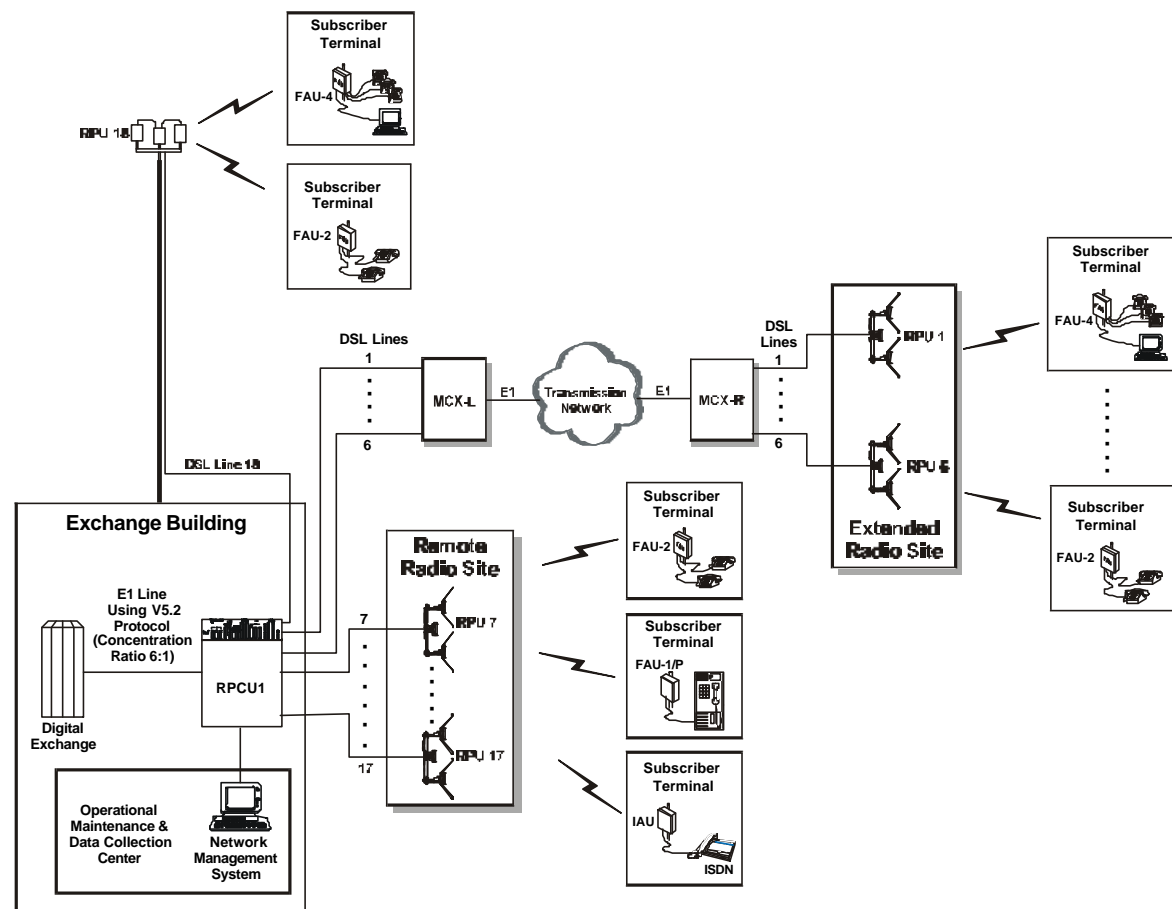 Subscriber
Terminal
FAU-4
RPU 18
Subscriber
Terminal
FAU-2
DSL Lines
1
6
MCX-L
E1
Transmission
Network
E1
MCX-R
DSL
Lines
1
6
RPU 1
RPU 6
Extended
Radio Site
Subscriber
Terminal
FAU-4
Subscriber
Terminal
FAU-2
DSL Line 18
Exchange Building
E1 Line
Using V5.2
Protocol
(Concentration
Ratio 6:1)
Digital
Exchange
RPCU1
7
17
Remote
Radio Site
RPU 7
RPU 17
Subscriber
Terminal
FAU-2
Subscriber
Terminal
FAU-1/P
Subscriber
Terminal
IAU
ISDN
Operational
Maintenance &
Data Collection
Center
Network
Management
System